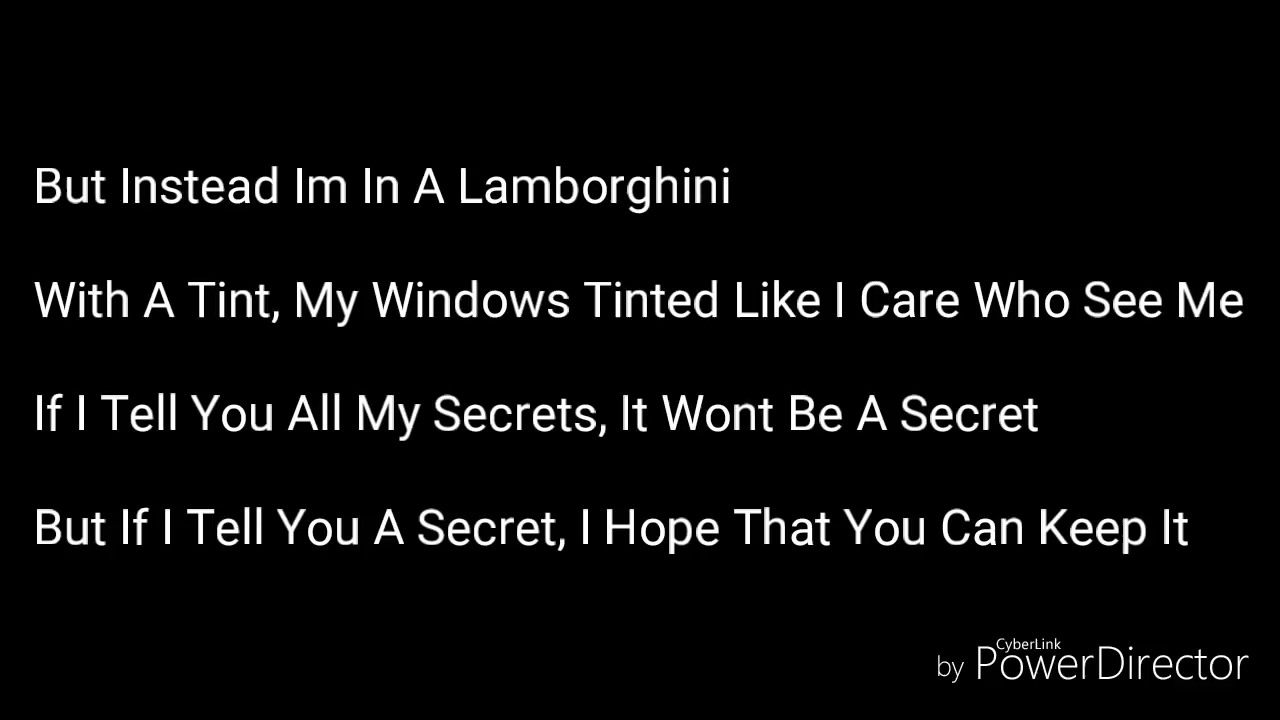 But Instead Im In A Lamborghini
With A Tint, My Windows Tinted Like I Care Who See Me
If I Tell You All My Secrets, It Wont Be A Secret
But If I Tell You A Secret, I Hope That You Can Keep It
CyberLink
by PowerDirector